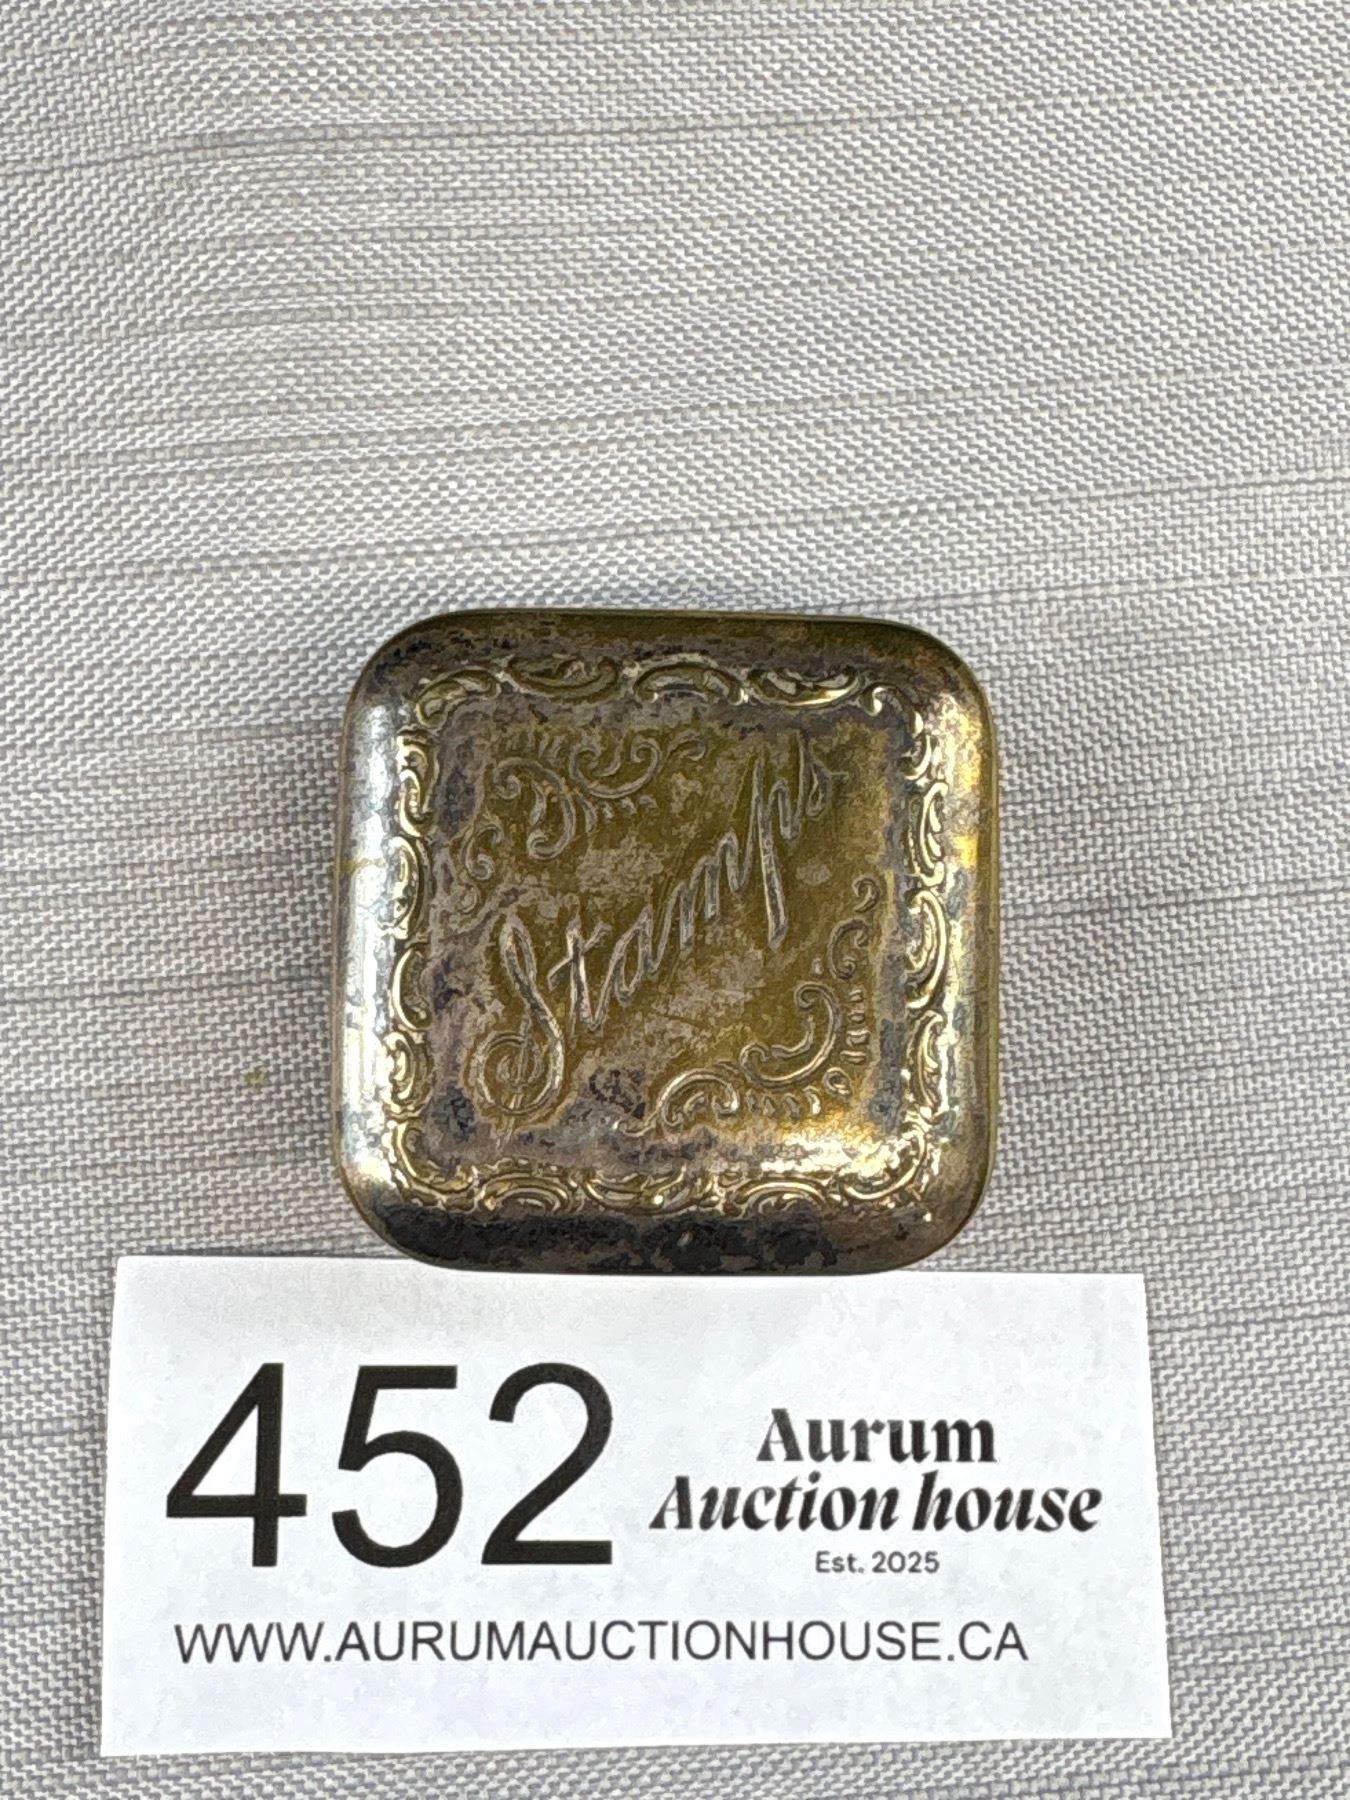 Stamps
452
Aurum
Auction house
Est. 2025
WWW.AURUMAUCTIONHOUSE.CA